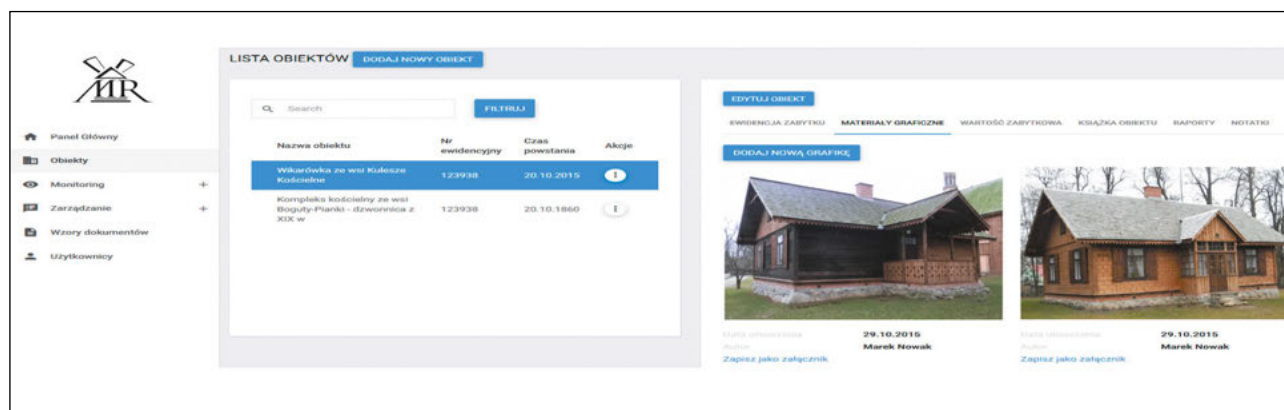 MR
Panel Główny
Obiekty
Monitoring +
Zarządzanie +
Wzory dokumentów
Użytkownicy
LISTA OBIEKTÓW DODAJ NOWY OBIEKT
Search FILTRUJ
Nazwa obiektu Nr ewidencyjny Czas powstania Akcje
Wikarówka ze wsi Kulesze
Kościelne 123938 20.10.2015
Kompleks kościelny ze wsi
Boguty-Pianki - dzwonnica z
XIX w 123938 20.10.1860
EDYTUJ OBIEKT
EWIDENCJA ZABYTKU MATERIAŁY GRAFICZNE WARTOŚĆ ZABYTKOWA KSIĄŻKA OBIEKTU RAPORTY NOTATKI
DODAJ NOWĄ GRAFIKĘ
29.10.2015
Autor Marek Nowak
Zapisz jako załącznik
29.10.2015
Autor Marek Nowak
Zapisz jako załącznik